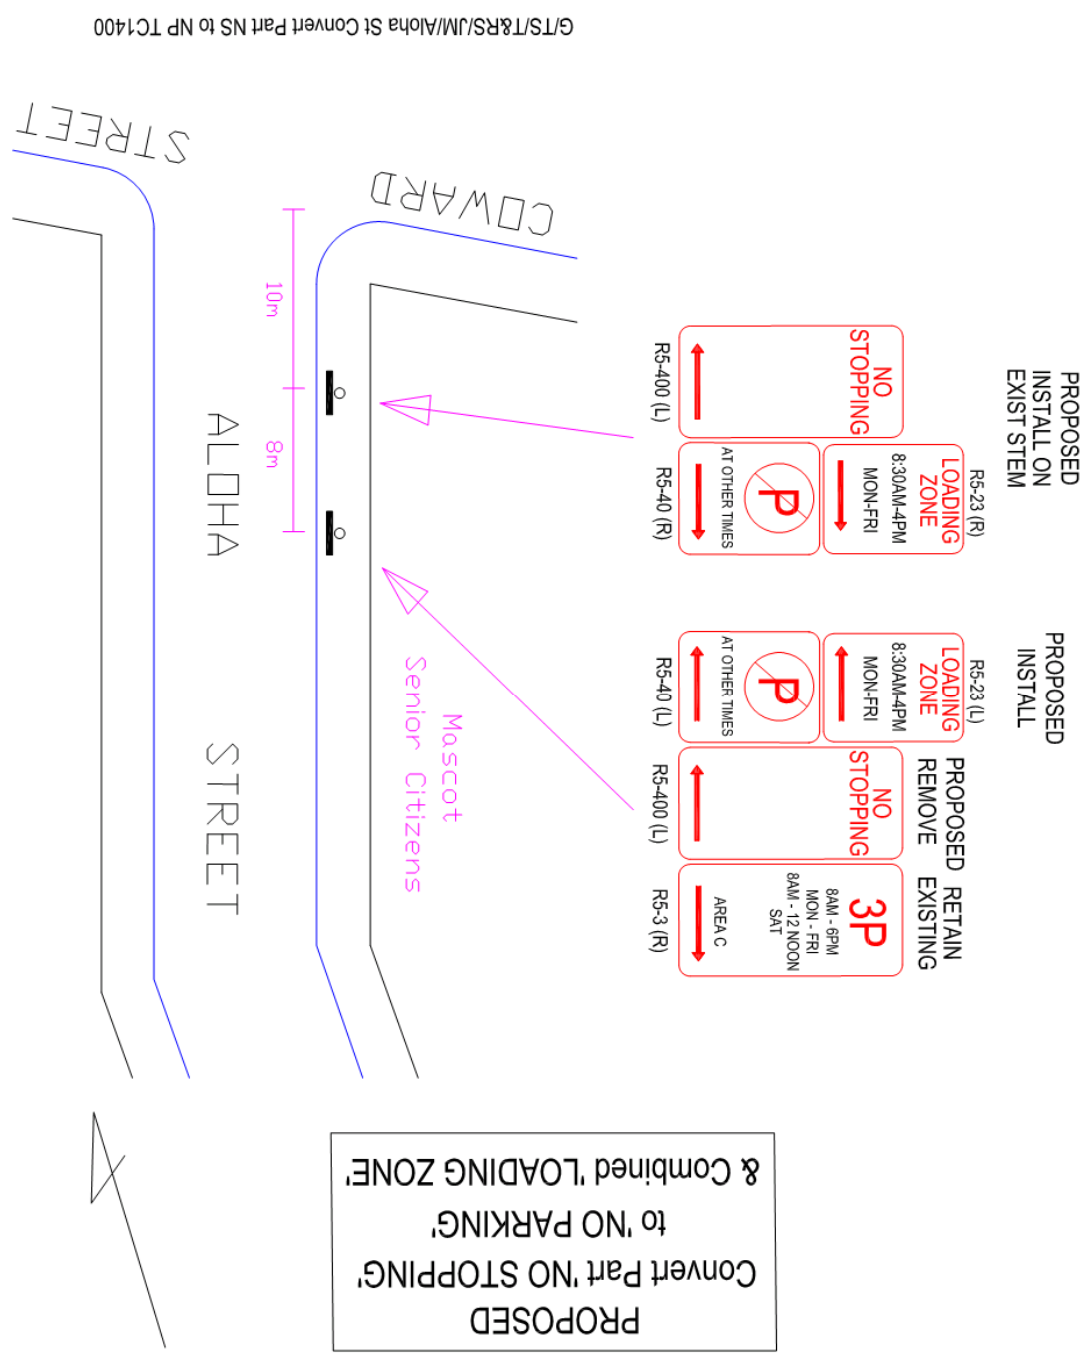 G/TS/T&RS/JM/Aloha St Convert Part NS to NP TC1400
COWARD
STREET
10m
8m
ALOHA
STREET
Mascot
Senior Citizens
PROPOSED
INSTALL ON
EXIST STEM
NO
STOPPING
R5-400 (L)
R5-23 (R)
LOADING
ZONE
8:30AM-4PM
MON-FRI
P
AT OTHER TIMES
R5-40 (R)
PROPOSED
INSTALL
R5-23 (L)
LOADING
ZONE
8:30AM-4PM
MON-FRI
P
AT OTHER TIMES
R5-40 (L)
PROPOSED
REMOVE
NO
STOPPING
R5-400 (L)
RETAIN
EXISTING
3P
8AM - 6PM
MON - FRI
8AM - 12 NOON
SAT
AREA C
R5-3 (R)
PROPOSED
Convert Part 'NO STOPPING'
to 'NO PARKING'
& Combined 'LOADING ZONE'